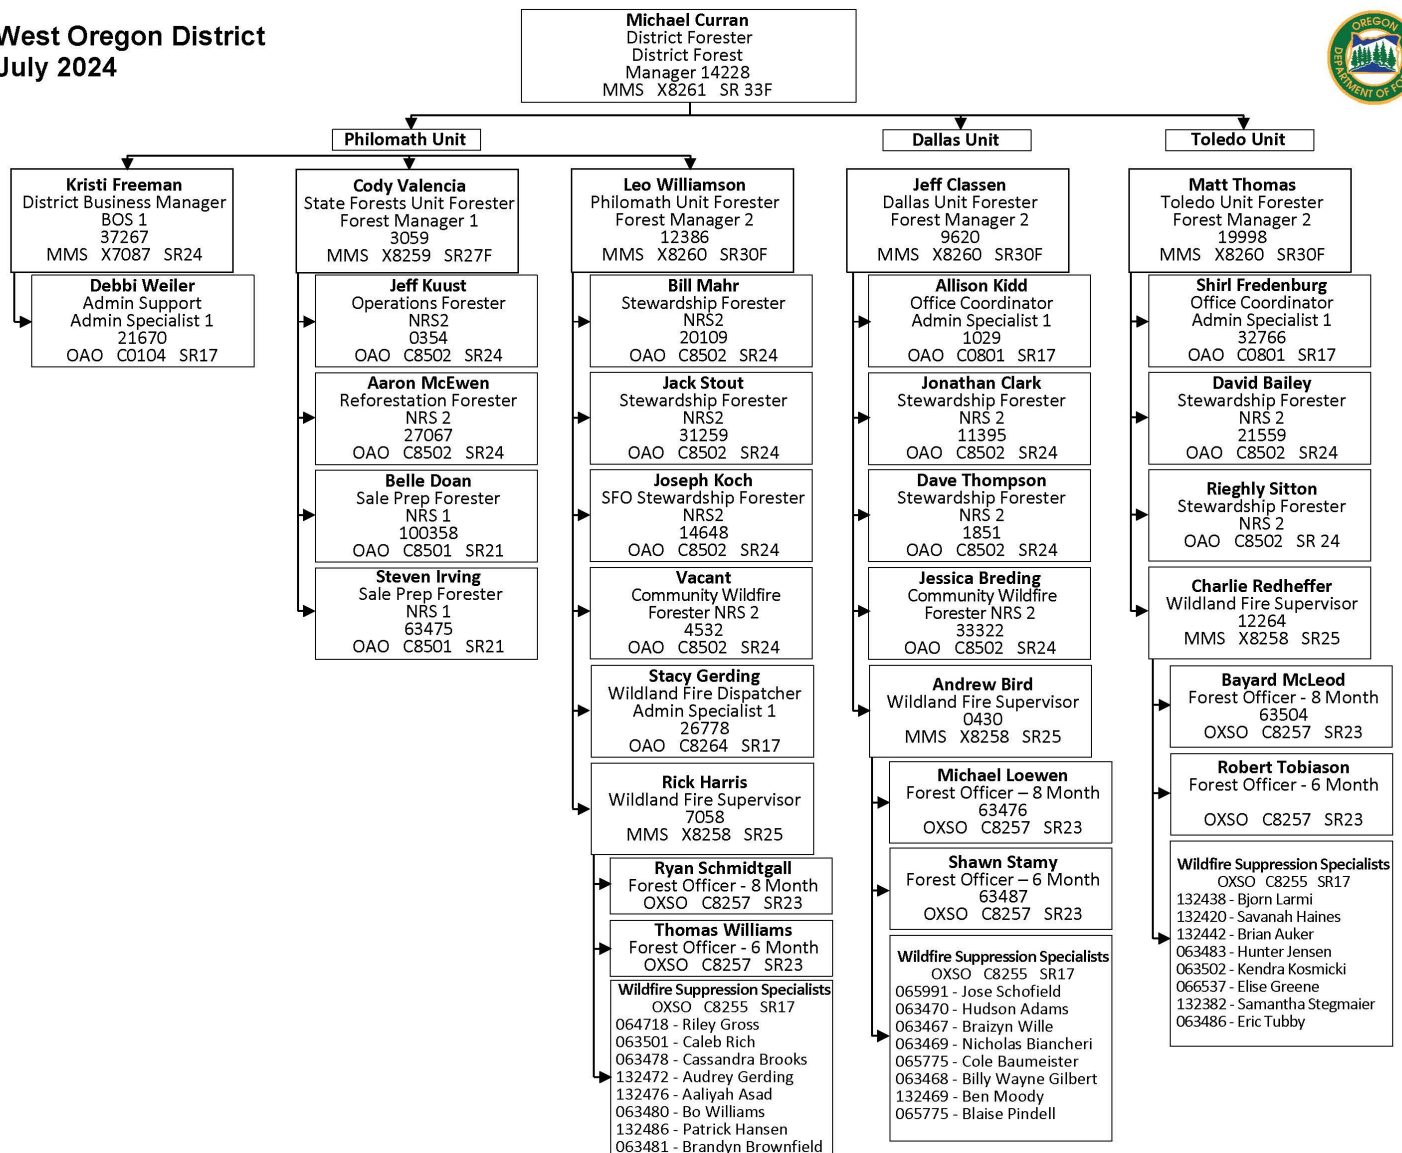 West Oregon District
July 2024
Michael Curran
District Forester
District Forest
Manager 14228
MMS X8261 SR 33F
OREGON
DEPARTMENT OF
Philomath Unit
Dallas Unit
Toledo Unit
Kristi Freeman
District Business Manager
BOS 1
37267
MMS X7087 SR24
Debbi Weiler
Admin Support
Admin Specialist 1
21670
OAO C0104 SR17
Cody Valencia
State Forests Unit Forester
Forest Manager 1
3059
MMS X8259 SR27F
Jeff Kuust
Operations Forester
NRS2
0354
OAO C8502 SR24
Aaron McEwen
Reforestation Forester
NRS 2
27067
OAO C8502 SR24
Belle Doan
Sale Prep Forester
NRS 1
100358
OAO C8501 SR21
Steven Irving
Sale Prep Forester
NRS 1
63475
OAO C8501 SR21
Leo Williamson
Philomath Unit Forester
Forest Manager 2
12386
MMS X8260 SR30F
Bill Mahr
Stewardship Forester
NRS2
20109
OAO C8502 SR24
Jack Stout
Stewardship Forester
NRS2
31259
OAO C8502 SR24
Joseph Koch
SFO Stewardship Forester
NRS2
14648
OAO C8502 SR24
Vacant
Community Wildfire
Forester NRS 2
4532
OAO C8502 SR24
Stacy Gerding
Wildland Fire Dispatcher
Admin Specialist 1
26778
OAO C8264 SR17
Rick Harris
Wildland Fire Supervisor
7058
MMS X8258 SR25
Ryan Schmidtgall
Forest Officer - 8 Month
OXSO C8257 SR23
Thomas Williams
Forest Officer - 6 Month
OXSO C8257 SR23
Wildfire Suppression Specialists
OXSO C8255 SR17
064718 - Riley Gross
063501 - Caleb Rich
063478 - Cassandra Brooks
132472 - Audrey Gerding
132476 - Aaliyah Asad
063480 - Bo Williams
132486 - Patrick Hansen
063481 - Brandyn Brownfield
Jeff Classen
Dallas Unit Forester
Forest Manager 2
9620
MMS X8260 SR30F
Allison Kidd
Office Coordinator
Admin Specialist 1
1029
OAO C0801 SR17
Jonathan Clark
Stewardship Forester
NRS 2
11395
OAO C8502 SR24
Dave Thompson
Stewardship Forester
NRS 2
1851
OAO C8502 SR24
Jessica Breding
Community Wildfire
Forester NRS 2
33322
OAO C8502 SR24
Andrew Bird
Wildland Fire Supervisor
0430
MMS X8258 SR25
Michael Loewen
Forest Officer – 8 Month
63476
OXSO C8257 SR23
Shawn Stamy
Forest Officer – 6 Month
63487
OXSO C8257 SR23
Wildfire Suppression Specialists
OXSO C8255 SR17
065991 - Jose Schofield
063470 - Hudson Adams
063467 - Braizyn Wille
063469 - Nicholas Biancheri
065775 - Cole Baumeister
063468 - Billy Wayne Gilbert
132469 - Ben Moody
065775 - Blaise Pindell
Matt Thomas
Toledo Unit Forester
Forest Manager 2
19998
MMS X8260 SR30F
Shirl Fredenburg
Office Coordinator
Admin Specialist 1
32766
OAO C0801 SR17
David Bailey
Stewardship Forester
NRS 2
21559
OAO C8502 SR24
Rieghly Sitton
Stewardship Forester
NRS 2
OAO C8502 SR 24
Charlie Redheffer
Wildland Fire Supervisor
12264
MMS X8258 SR25
Bayard McLeod
Forest Officer - 8 Month
63504
OXSO C8257 SR23
Robert Tobiason
Forest Officer - 6 Month
OXSO C8257 SR23
Wildfire Suppression Specialists
OXSO C8255 SR17
132438 - Bjorn Larmi
132420 - Savanah Haines
132442 - Brian Auker
063483 - Hunter Jensen
063502 - Kendra Kosmicki
066537 - Elise Greene
132382 - Samantha Stegmaier
063486 - Eric Tubby